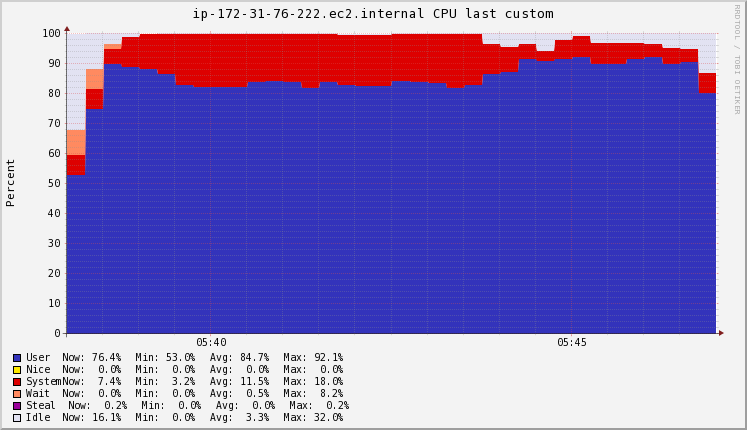 ip-172-31-76-222.ec2.internal CPU last custom
RRDTOOL / TOBI OETIKER
Percent
100
90
80
70
60
50
40
30
20
10
0
05:40 05:45
User Now: 76.4% Min: 53.0% Avg: 84.7% Max: 92.1%
Nice Now: 0.0% Min: 0.0% Avg: 0.0% Max: 0.0%
System Now: 7.4% Min: 3.2% Avg: 11.5% Max: 18.0%
Wait Now: 0.0% Min: 0.0% Avg: 0.5% Max: 8.2%
Steal Now: 0.2% Min: 0.0% Avg: 0.0% Max: 0.2%
Idle Now: 16.1% Min: 0.0% Avg: 3.3% Max: 32.0%